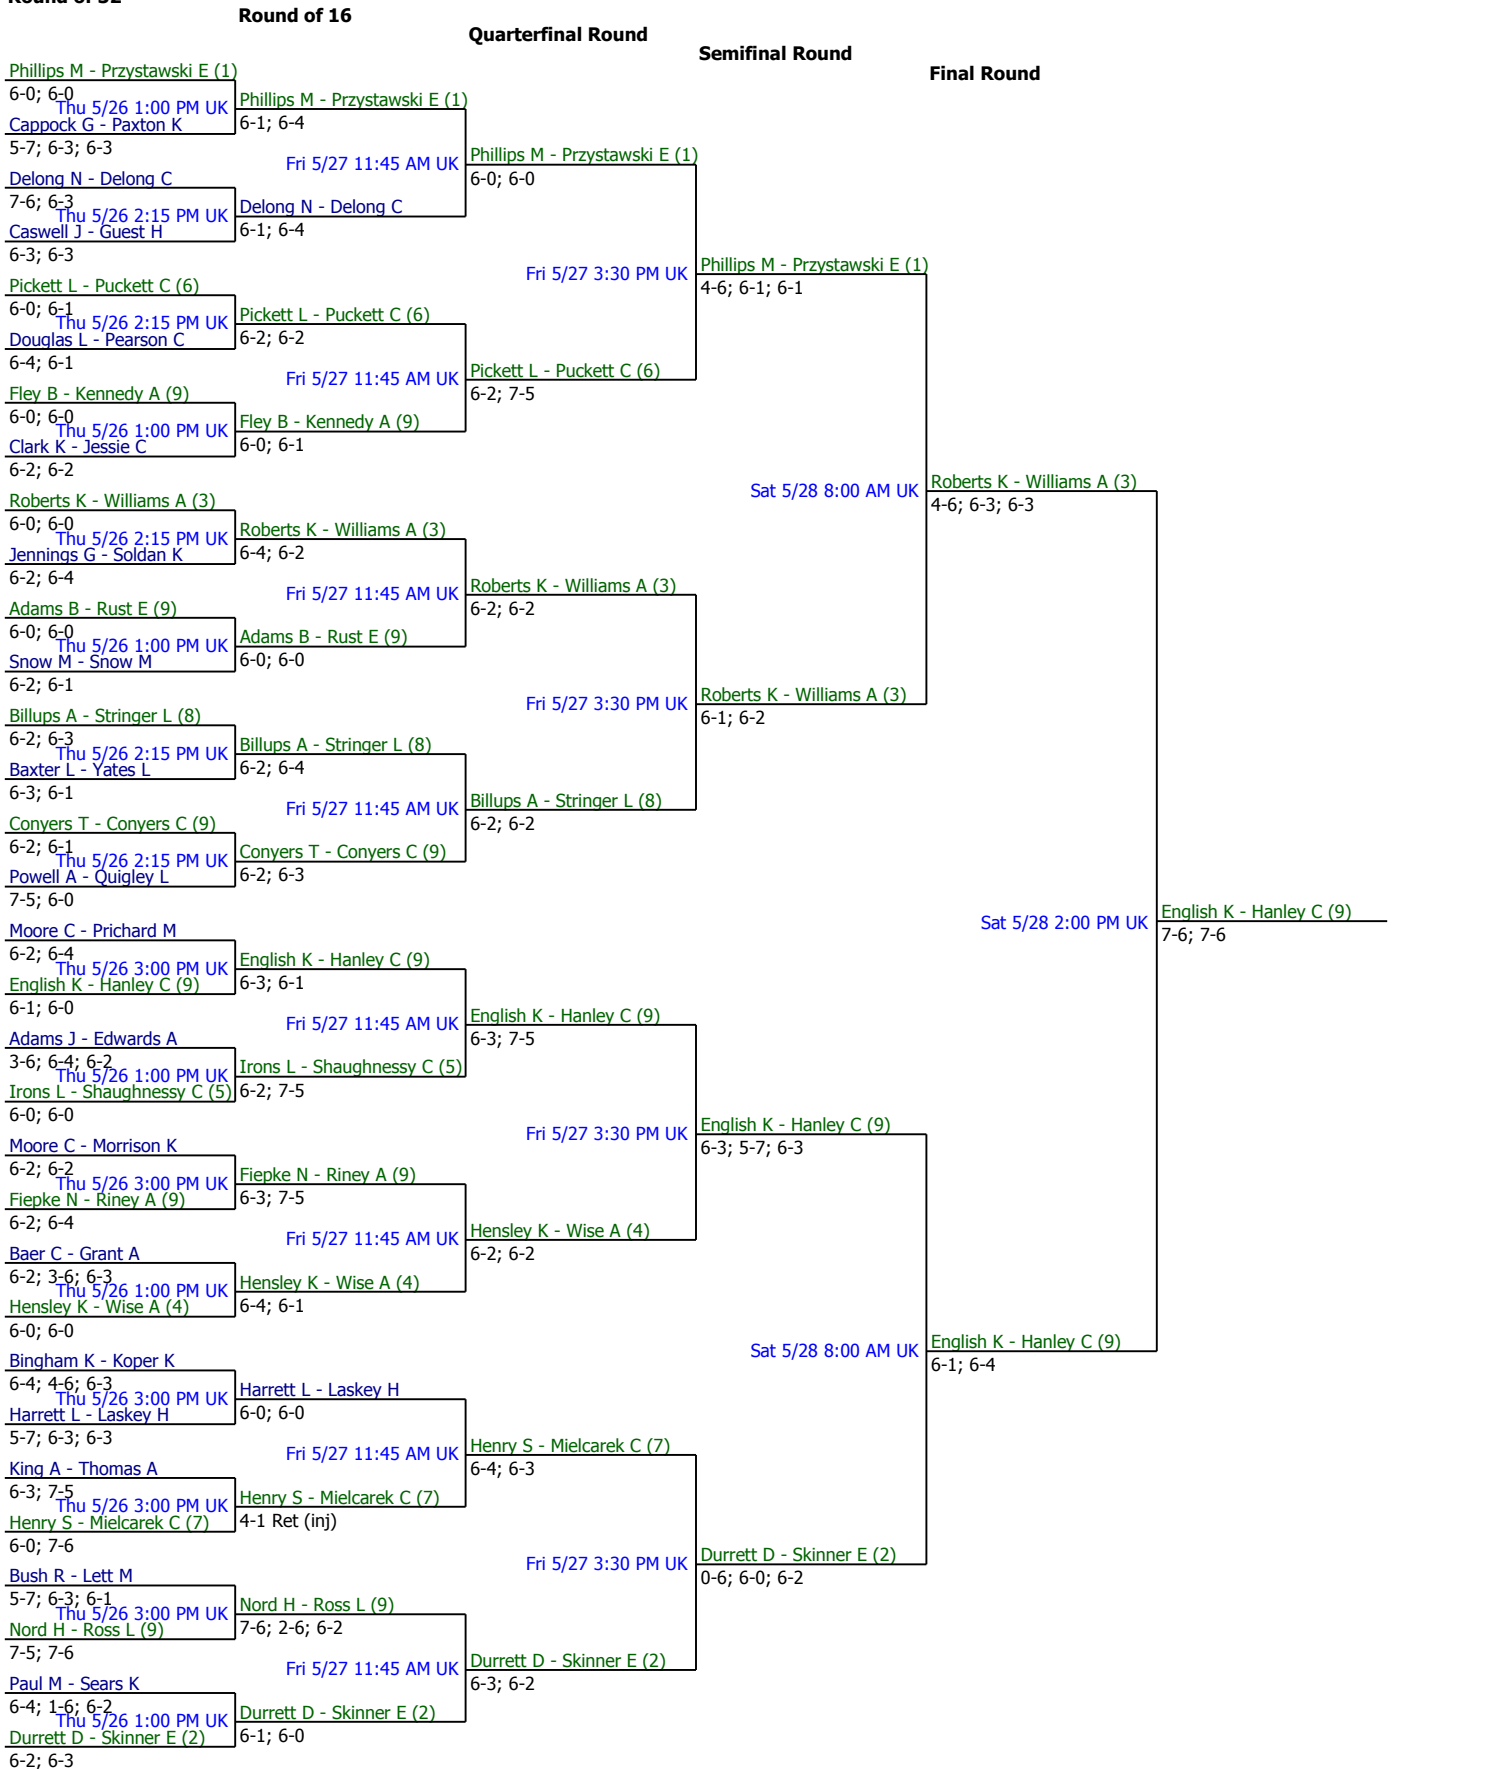 Round of 16
Quarterfinal Round
Semifinal Round
Final Round
Phillips M - Przystawski E (1)
6-0; 6-0
Thu 5/26 1:00 PM UK
Cappock G - Paxton K
5-7; 6-3; 6-3
Delong N - Delong C
7-6; 6-3
Thu 5/26 2:15 PM UK
Caswell J - Guest H
6-3; 6-3
Pickett L - Puckett C (6)
6-0; 6-1
Thu 5/26 2:15 PM UK
Douglas L - Pearson C
6-4; 6-1
Fley B - Kennedy A (9)
6-0; 6-0
Thu 5/26 1:00 PM UK
Clark K - Jessie C
6-2; 6-2
Roberts K - Williams A (3)
6-0; 6-0
Thu 5/26 2:15 PM UK
Jennings G - Soldan K
6-2; 6-4
Adams B - Rust E (9)
6-0; 6-0
Thu 5/26 1:00 PM UK
Snow M - Snow M
6-2; 6-1
Billups A - Stringer L (8)
6-2; 6-3
Thu 5/26 2:15 PM UK
Baxter L - Yates L
6-3; 6-1
Conyers T - Conyers C (9)
6-2; 6-1
Thu 5/26 2:15 PM UK
Powell A - Quigley L
7-5; 6-0
Moore C - Prichard M
6-2; 6-4
Thu 5/26 3:00 PM UK
English K - Hanley C (9)
6-1; 6-0
Adams J - Edwards A
3-6; 6-4; 6-2
Thu 5/26 1:00 PM UK
Irons L - Shaughnessy C (5)
6-0; 6-0
Moore C - Morrison K
6-2; 6-2
Thu 5/26 3:00 PM UK
Fiepke N - Riney A (9)
6-2; 6-4
Baer C - Grant A
6-2; 3-6; 6-3
Thu 5/26 1:00 PM UK
Hensley K - Wise A (4)
6-0; 6-0
Bingham K - Koper K
6-4; 4-6; 6-3
Thu 5/26 3:00 PM UK
Harrett L - Laskey H
5-7; 6-3; 6-3
King A - Thomas A
6-3; 7-5
Thu 5/26 3:00 PM UK
Henry S - Mielcarek C (7)
6-0; 7-6
Bush R - Lett M
5-7; 6-3; 6-1
Thu 5/26 3:00 PM UK
Nord H - Ross L (9)
7-5; 7-6
Paul M - Sears K
6-4; 1-6; 6-2
Thu 5/26 1:00 PM UK
Durrett D - Skinner E (2)
6-2; 6-3
Phillips M - Przystawski E (1)
6-1; 6-4
Fri 5/27 11:45 AM UK
Delong N - Delong C
6-1; 6-4
Pickett L - Puckett C (6)
6-2; 6-2
Fri 5/27 11:45 AM UK
Fley B - Kennedy A (9)
6-0; 6-1
Roberts K - Williams A (3)
6-4; 6-2
Fri 5/27 11:45 AM UK
Adams B - Rust E (9)
6-0; 6-0
Billups A - Stringer L (8)
6-2; 6-4
Fri 5/27 11:45 AM UK
Conyers T - Conyers C (9)
6-2; 6-3
English K - Hanley C (9)
6-3; 6-1
Fri 5/27 11:45 AM UK
Irons L - Shaughnessy C (5)
6-2; 7-5
Fiepke N - Riney A (9)
6-3; 7-5
Fri 5/27 11:45 AM UK
Hensley K - Wise A (4)
6-4; 6-1
Harrett L - Laskey H
6-0; 6-0
Fri 5/27 11:45 AM UK
Henry S - Mielcarek C (7)
4-1 Ret (inj)
Nord H - Ross L (9)
7-6; 2-6; 6-2
Fri 5/27 11:45 AM UK
Durrett D - Skinner E (2)
6-1; 6-0
Phillips M - Przystawski E (1)
6-0; 6-0
Fri 5/27 3:30 PM UK
Pickett L - Puckett C (6)
6-2; 7-5
Roberts K - Williams A (3)
6-2; 6-2
Fri 5/27 3:30 PM UK
Billups A - Stringer L (8)
6-2; 6-2
English K - Hanley C (9)
6-3; 7-5
Fri 5/27 3:30 PM UK
Hensley K - Wise A (4)
6-2; 6-2
Henry S - Mielcarek C (7)
6-4; 6-3
Fri 5/27 3:30 PM UK
Durrett D - Skinner E (2)
6-3; 6-2
Phillips M - Przystawski E (1)
4-6; 6-1; 6-1
Sat 5/28 8:00 AM UK
Roberts K - Williams A (3)
6-1; 6-2
English K - Hanley C (9)
6-3; 5-7; 6-3
Sat 5/28 8:00 AM UK
Durrett D - Skinner E (2)
0-6; 6-0; 6-2
Roberts K - Williams A (3)
4-6; 6-3; 6-3
Sat 5/28 2:00 PM UK
English K - Hanley C (9)
6-1; 6-4
English K - Hanley C (9)
7-6; 7-6